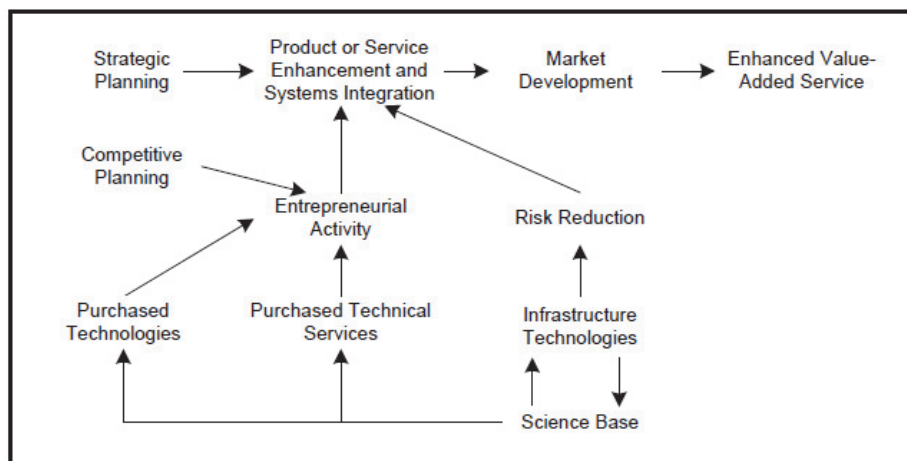 Strategic
Planning
Product or Service
Enhancement and
Systems Integration
Market
Development
Enhanced Value-
Added Service
Competitive
Planning
Entrepreneurial
Activity
Risk Reduction
Purchased
Technologies
Purchased Technical
Services
Infrastructure
Technologies
Science Base